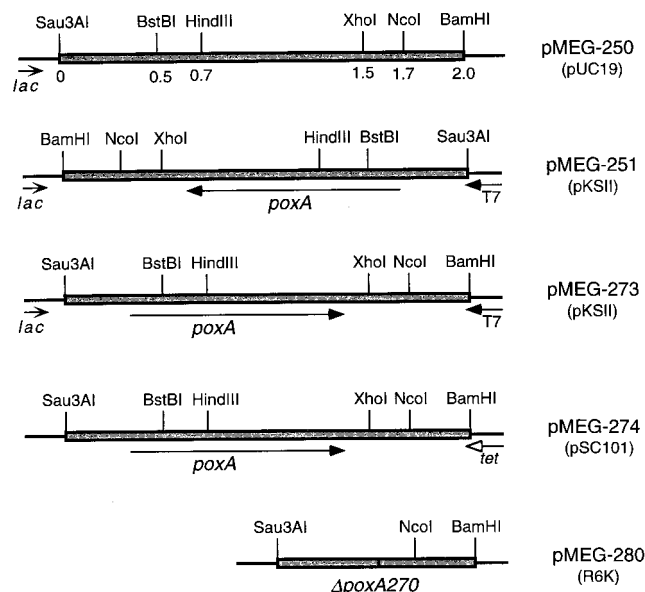 Sau3AI BstBI HindIII XhoI NcoI BamHI
pMEG-250
(pUC19)
lac 0 0.5 0.7 1.5 1.7 2.0
BamHI NcoI XhoI HindIII BstBI Sau3AI
pMEG-251
(pKSII)
lac poxA T7
Sau3AI BstBI HindIII XhoI NcoI BamHI
pMEG-273
(pKSII)
lac poxA T7
Sau3AI BstBI HindIII XhoI NcoI BamHI
pMEG-274
(pSC101)
poxA tet
Sau3AI NcoI BamHI
pMEG-280
(R6K)
ΔpoxA270